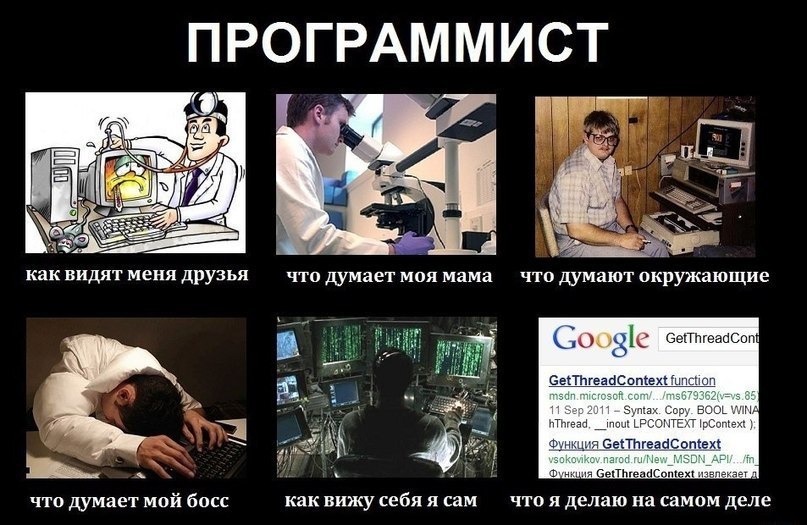 ПРОГРАММИСТ
как видят меня друзья
что думает моя мама
что думают окружающие
что думает мой босс
как вижу себя я сам
что я делаю на самом деле
Google GetThreadCont
GetThreadContext function
msdn.microsoft.com/.../ms679362(v=vs.85)
11 Sep 2011 – Syntax. Copy. BOOL WINA
hThread, __inout LPCONTEXT lpContext );
Функция GetThreadContext
vsokovikov.narod.ru/New_MSDN_API/.../fn_
Функция GetThreadContext извлекает д